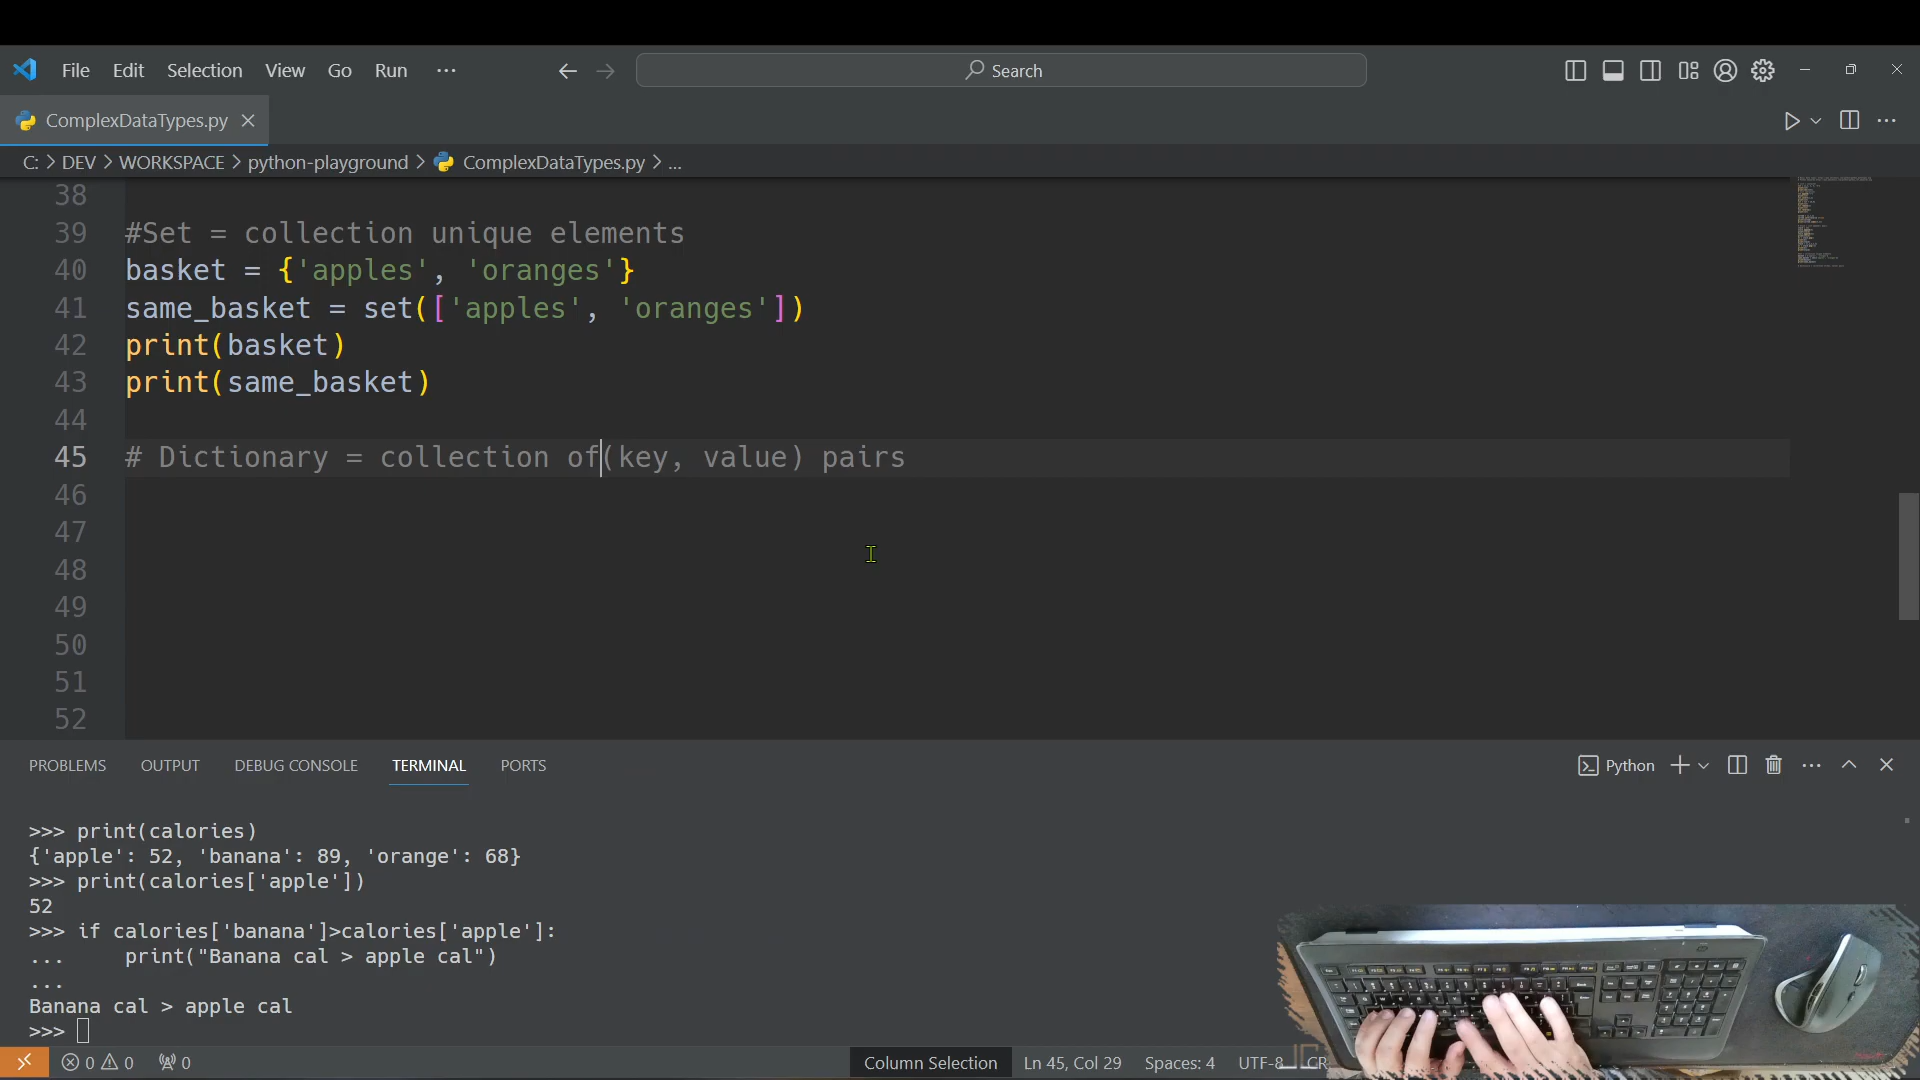 File Edit Selection View Go Run ... Search
ComplexDataTypes.py
C: > DEV > WORKSPACE > python-playground > ComplexDataTypes.py > ...
38
39 #Set = collection unique elements
40 basket = {'apples', 'oranges'}
41 same_basket = set(['apples', 'oranges'])
42 print(basket)
43 print(same_basket)
44
45 # Dictionary = collection of(key, value) pairs
46
47
48
49
50
51
52
PROBLEMS OUTPUT DEBUG CONSOLE TERMINAL PORTS Python
>>> print(calories)
{'apple': 52, 'banana': 89, 'orange': 68}
>>> print(calories['apple'])
52
>>> if calories['banana']>calories['apple']:
... print("Banana cal > apple cal")
...
Banana cal > apple cal
>>>
0 0 0 Column Selection Ln 45, Col 29 Spaces: 4 UTF-8 CR